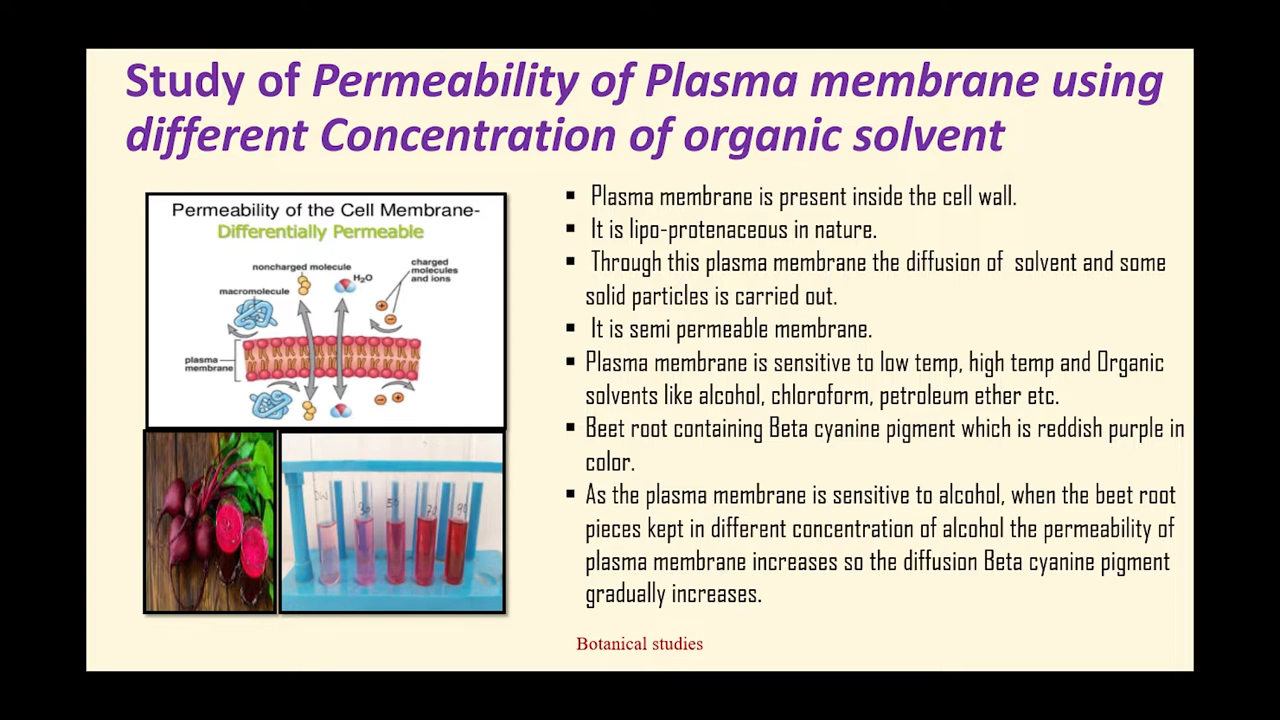 Study of Permeability of Plasma membrane using
different Concentration of organic solvent
Permeability of the Cell Membrane-
Differentially Permeable
noncharged molecule
H₂O
charged
molecules
and ions
macromolecule
+
-
plasma
membrane
-
+
DW
30
50
70
90
▪ Plasma membrane is present inside the cell wall.
▪ It is lipo-protenaceous in nature.
▪ Through this plasma membrane the diffusion of solvent and some
solid particles is carried out.
▪ It is semi permeable membrane.
▪ Plasma membrane is sensitive to low temp, high temp and Organic
solvents like alcohol, chloroform, petroleum ether etc.
▪ Beet root containing Beta cyanine pigment which is reddish purple in
color.
▪ As the plasma membrane is sensitive to alcohol, when the beet root
pieces kept in different concentration of alcohol the permeability of
plasma membrane increases so the diffusion Beta cyanine pigment
gradually increases.
Botanical studies